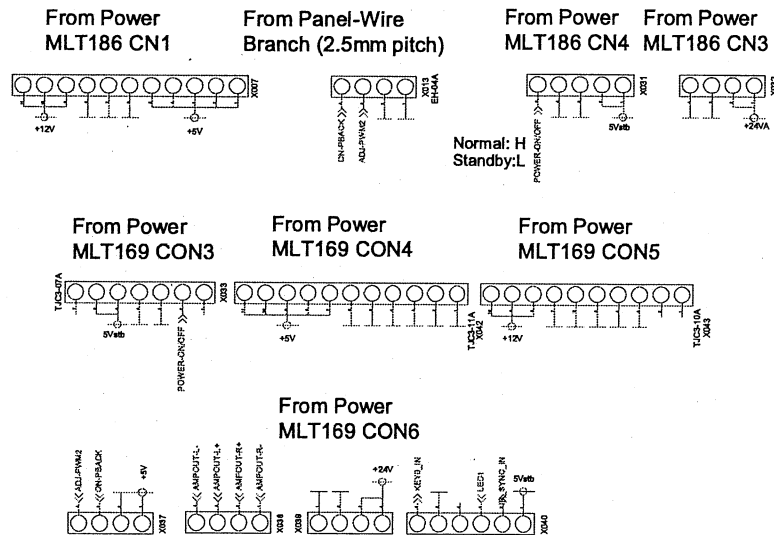 From Power
MLT186 CN1
From Panel-Wire
Branch (2.5mm pitch)
From Power
MLT186 CN4
From Power
MLT186 CN3
X007
+12V
+5V
X013
EH-04A
ON-PBACK
ADJ-PWM2
X031
5Vstb
POWER-ON/OFF
Normal: H
Standby:L
+24VA
From Power
MLT169 CON3
From Power
MLT169 CON4
From Power
MLT169 CON5
TJC3-07A
X033
5Vstb
POWER-ON/OFF
+5V
TJC3-11A
X042
+12V
TJC3-10A
X043
From Power
MLT169 CON6
ADJ-PWM2
ON-PBACK
+5V
X037
AMPOUT-L-
AMPOUT-L+
AMPOUT-R+
AMPOUT-R-
X038
+24V
X039
KEY0_IN
LED1
IR_SYNC_IN
5Vstb
X040